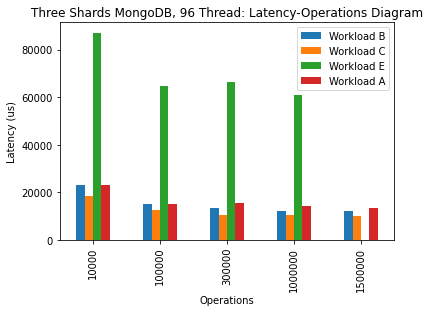 Three Shards MongoDB, 96 Thread: Latency-Operations Diagram
Workload B
Workload C
Workload E
Workload A
80000
60000
40000
20000
0
Latency (us)
10000
100000
300000
1000000
1500000
Operations